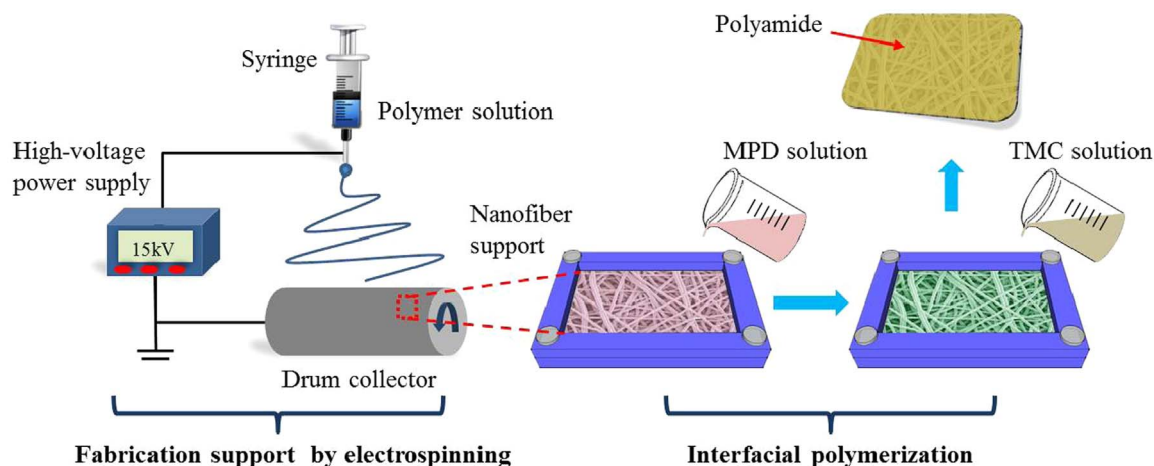 Syringe
Polymer solution
High-voltage
power supply
15kV
Drum collector
Fabrication support by electrospinning
Nanofiber
support
MPD solution
TMC solution
Polyamide
Interfacial polymerization